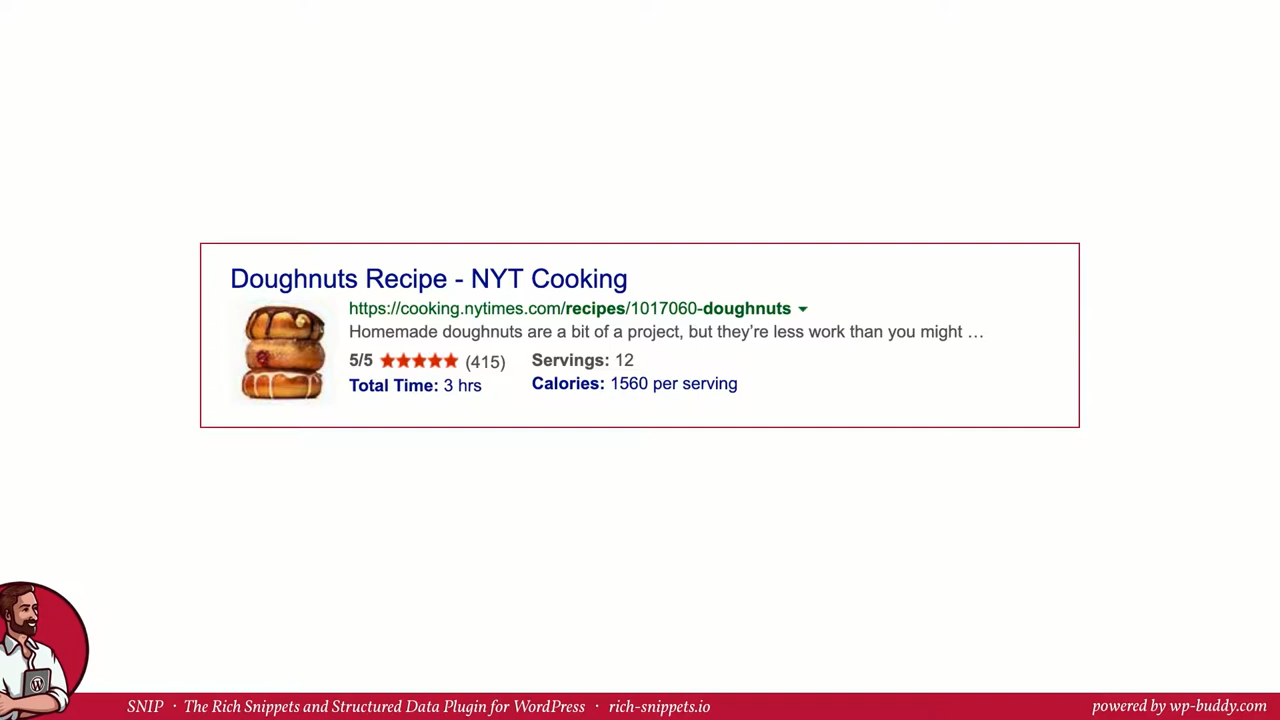 Doughnuts Recipe - NYT Cooking
https://cooking.nytimes.com/recipes/1017060-doughnuts
Homemade doughnuts are a bit of a project, but they’re less work than you might …
5/5 ★★★★★ (415) Servings: 12
Total Time: 3 hrs Calories: 1560 per serving
SNIP · The Rich Snippets and Structured Data Plugin for WordPress · rich-snippets.io
powered by wp-buddy.com